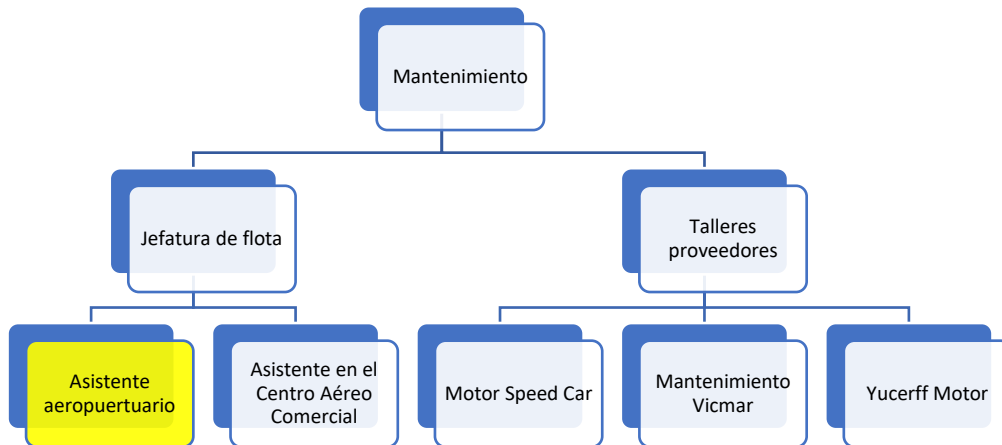 Mantenimiento
Jefatura de flota
Talleres
proveedores
Asistente
aeropuertuario
Asistente en el
Centro Aéreo
Comercial
Motor Speed Car
Mantenimiento
Vicmar
Yucerff Motor